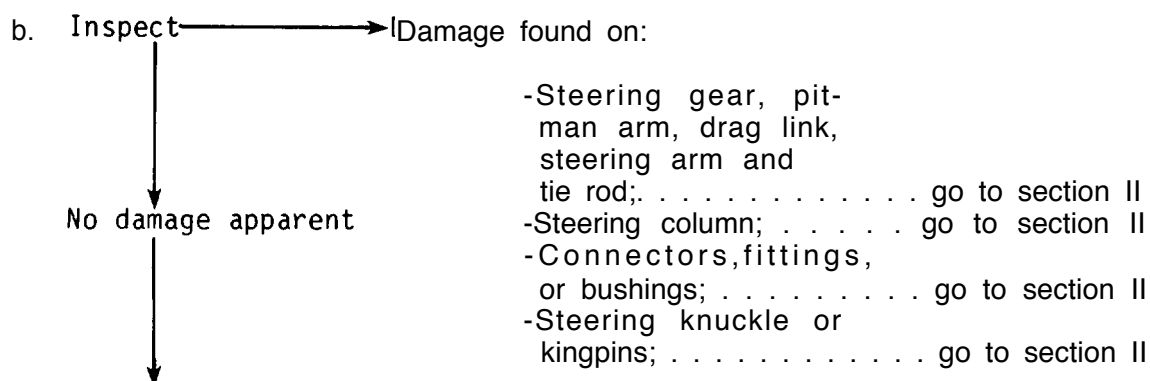 b. Inspect Damage found on:
-Steering gear, pit-
man arm, drag link,
steering arm and
tie rod;. . . . . . . . . . . . . go to section II
No damage apparent
-Steering column; . . . . . go to section II
-Connectors,fittings,
or bushings; . . . . . . . . . go to section II
-Steering knuckle or
kingpins; . . . . . . . . . . . . go to section II